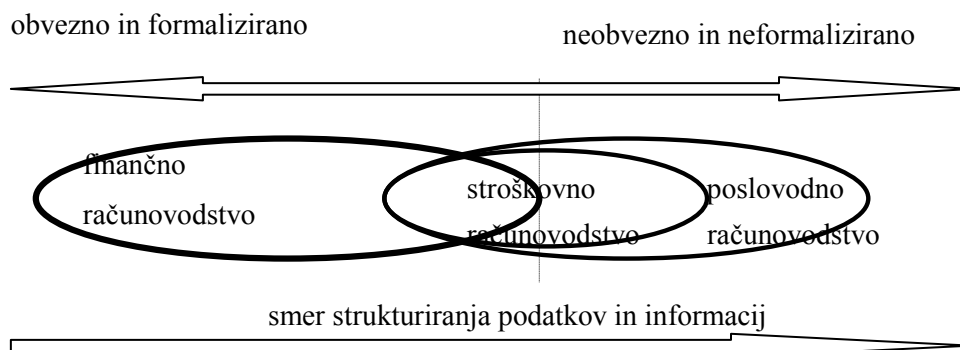 obvezno in formalizirano
neobvezno in neformalizirano
finančno
računovodstvo
stroškovno
računovodstvo
poslovodno
računovodstvo
smer strukturiranja podatkov in informacij